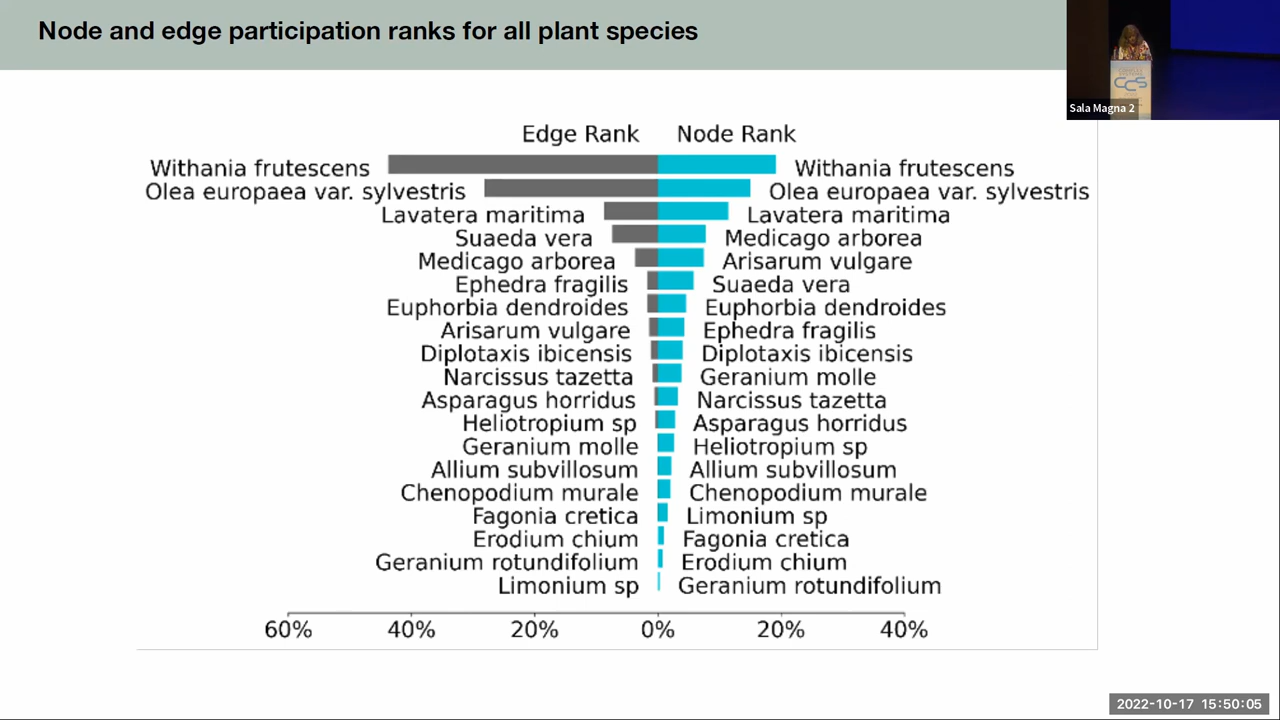 Node and edge participation ranks for all plant species
CCS
Sala Magna 2
Edge Rank Node Rank
Withania frutescens Withania frutescens
Olea europaea var. sylvestris Olea europaea var. sylvestris
Lavatera maritima Lavatera maritima
Suaeda vera Medicago arborea
Medicago arborea Arisarum vulgare
Ephedra fragilis Suaeda vera
Euphorbia dendroides Euphorbia dendroides
Arisarum vulgare Ephedra fragilis
Diplotaxis ibicensis Diplotaxis ibicensis
Narcissus tazetta Geranium molle
Asparagus horridus Narcissus tazetta
Heliotropium sp Asparagus horridus
Geranium molle Heliotropium sp
Allium subvillosum Allium subvillosum
Chenopodium murale Chenopodium murale
Fagonia cretica Limonium sp
Erodium chium Fagonia cretica
Geranium rotundifolium Erodium chium
Limonium sp Geranium rotundifolium
60% 40% 20% 0% 20% 40%
2022-10-17 15:50:05